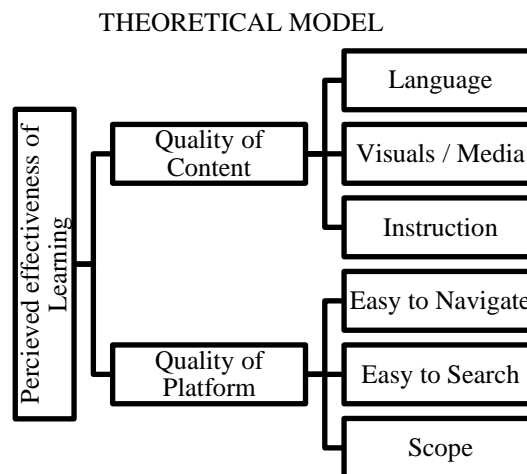 THEORETICAL MODEL
Percieved effectiveness of
Learning
Quality of
Content
Language
Visuals / Media
Instruction
Quality of
Platform
Easy to Navigate
Easy to Search
Scope